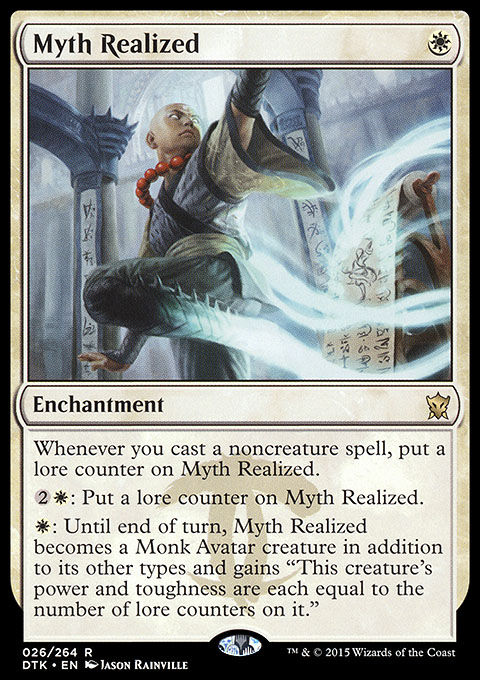 Myth Realized
Enchantment
Whenever you cast a noncreature spell, put a
lore counter on Myth Realized.
2 : Put a lore counter on Myth Realized.
: Until end of turn, Myth Realized
becomes a Monk Avatar creature in addition
to its other types and gains “This creature’s
power and toughness are each equal to the
number of lore counters on it.”
026/264 R
DTK • EN Jason Rainville
™ & © 2015 Wizards of the Coast